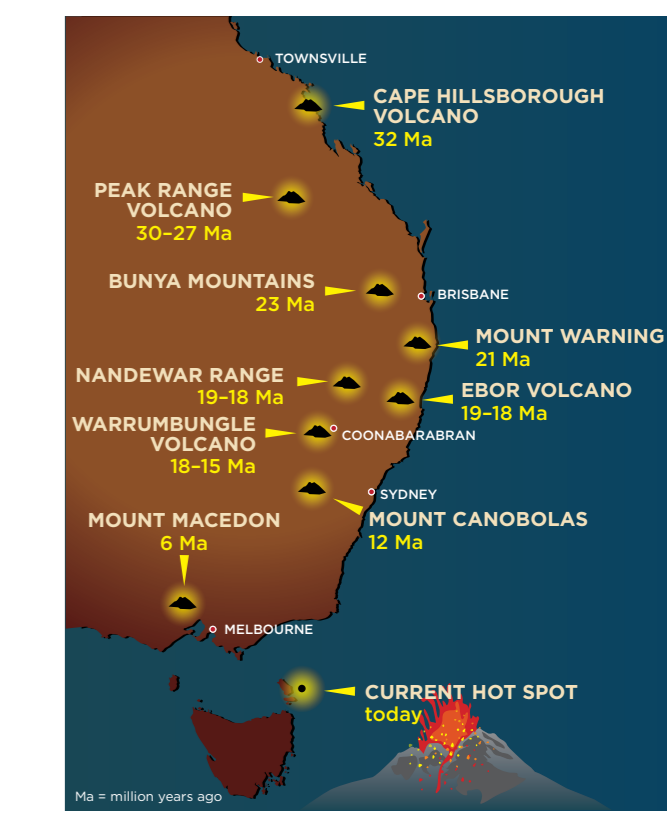 TOWNSVILLE
CAPE HILLSBOROUGH
VOLCANO
32 Ma
PEAK RANGE
VOLCANO
30–27 Ma
BUNYA MOUNTAINS
23 Ma
BRISBANE
MOUNT WARNING
21 Ma
NANDEWAR RANGE
19–18 Ma
EBOR VOLCANO
19–18 Ma
WARRUMBUNGLE
VOLCANO
18–15 Ma
COONABARABRAN
SYDNEY
MOUNT CANOBOLAS
12 Ma
MOUNT MACEDON
6 Ma
MELBOURNE
CURRENT HOT SPOT
today
Ma = million years ago